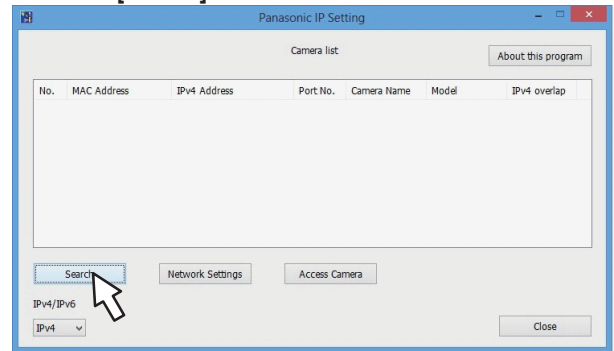 Panasonic IP Setting
Camera list
About this program
No. MAC Address IPv4 Address Port No. Camera Name Model IPv4 overlap
Search Network Settings Access Camera
IPv4/IPv6
IPv4
Close